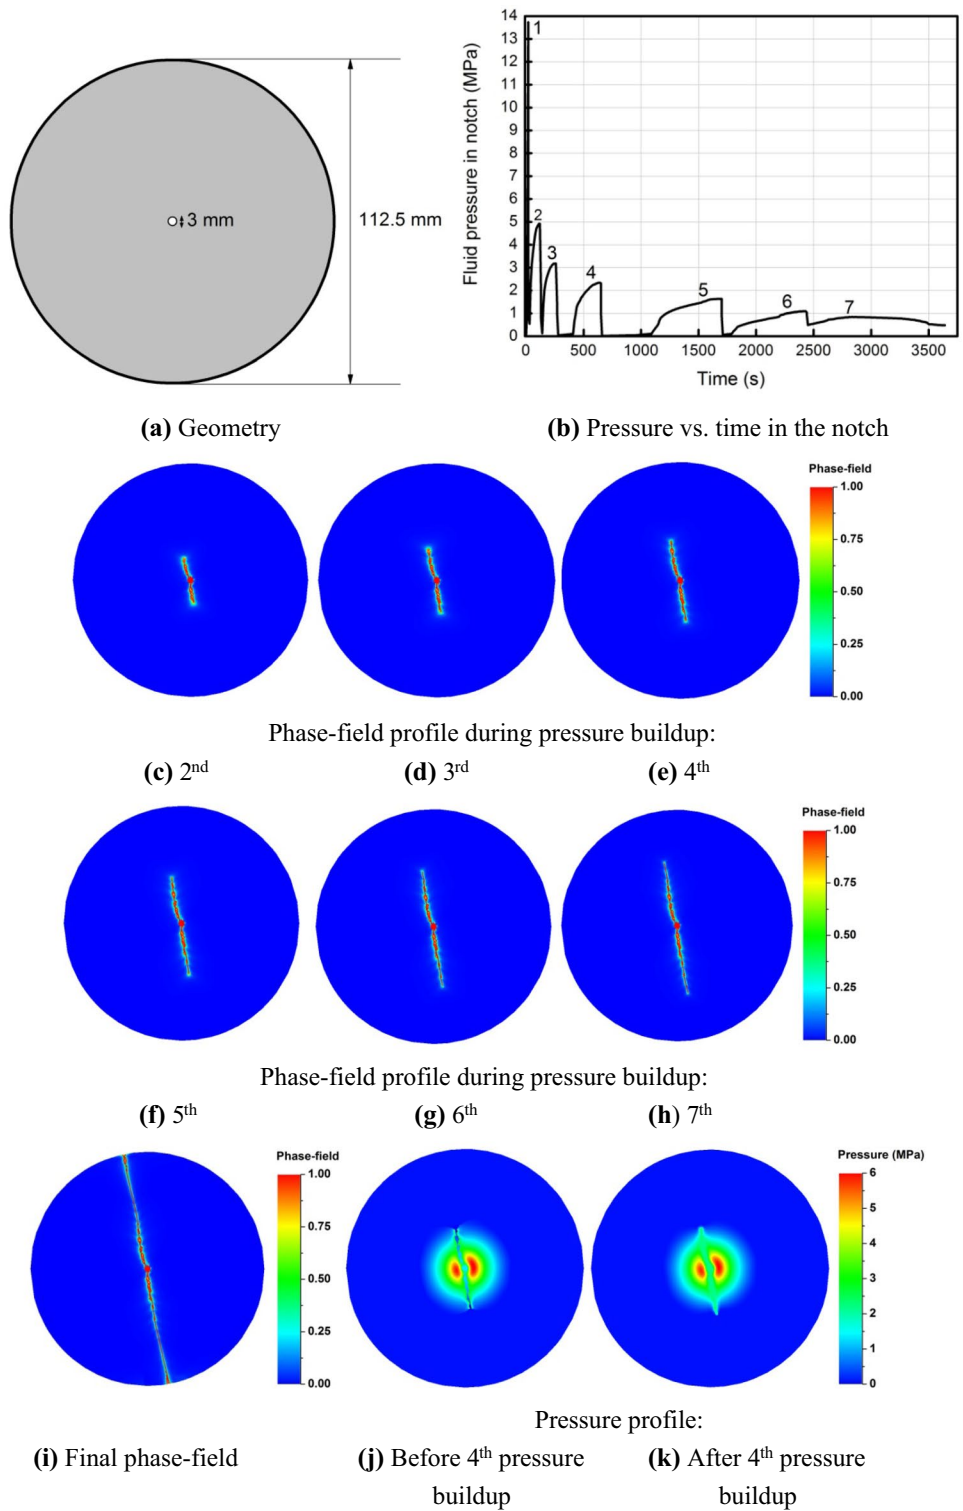 3 mm
112.5 mm
(a) Geometry
Fluid pressure in notch (MPa)
14
13
12
11
10
9
8
7
6
5
4
3
2
1
0
1
2
3
4
5
6
7
0 500 1000 1500 2000 2500 3000 3500
Time (s)
(b) Pressure vs. time in the notch
Phase-field
1.00
0.75
0.50
0.25
0.00
Phase-field profile during pressure buildup:
(c) 2nd (d) 3rd (e) 4th
Phase-field
1.00
0.75
0.50
0.25
0.00
Phase-field profile during pressure buildup:
(f) 5th (g) 6th (h) 7th
Phase-field
1.00
0.75
0.50
0.25
0.00
Pressure (MPa)
6
5
4
3
2
1
0
Pressure profile:
(i) Final phase-field (j) Before 4th pressure (k) After 4th pressure
buildup buildup